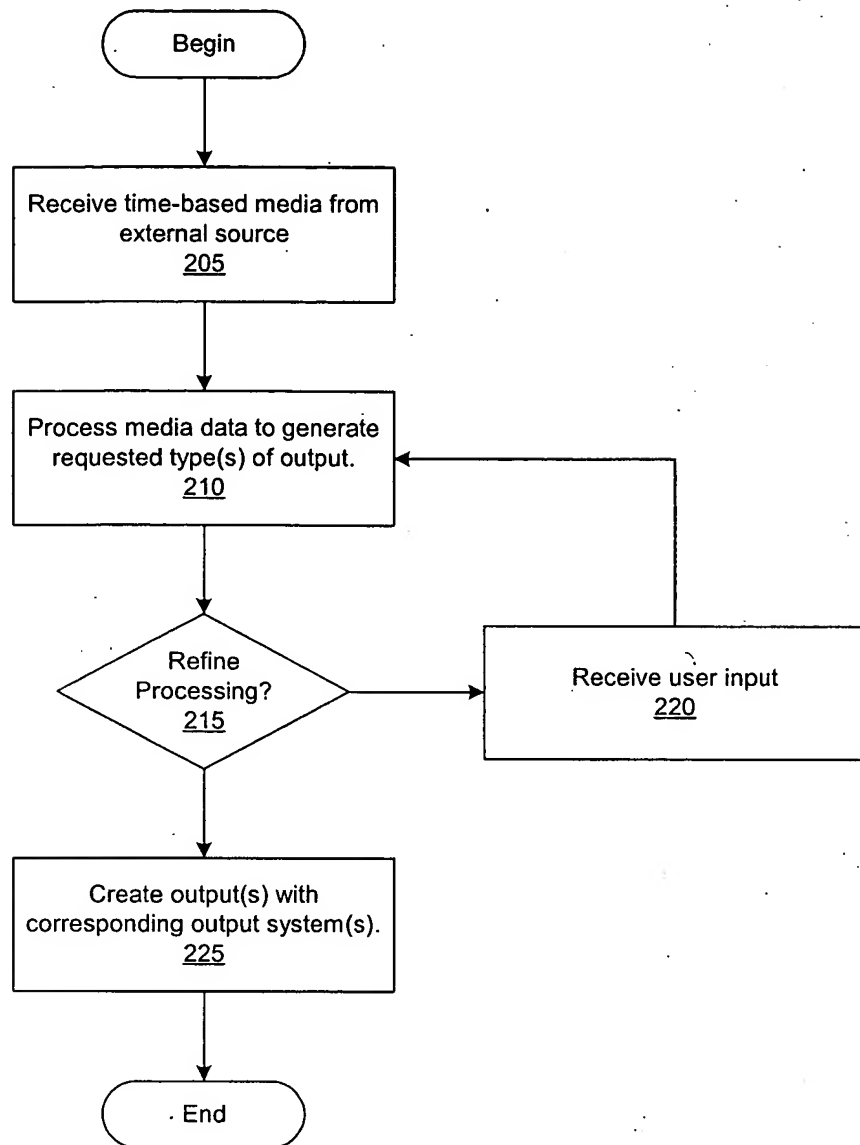 Begin
Receive time-based media from
external source
205
Process media data to generate
requested type(s) of output.
210
Refine
Processing?
215
Receive user input
220
Create output(s) with
corresponding output system(s).
225
End